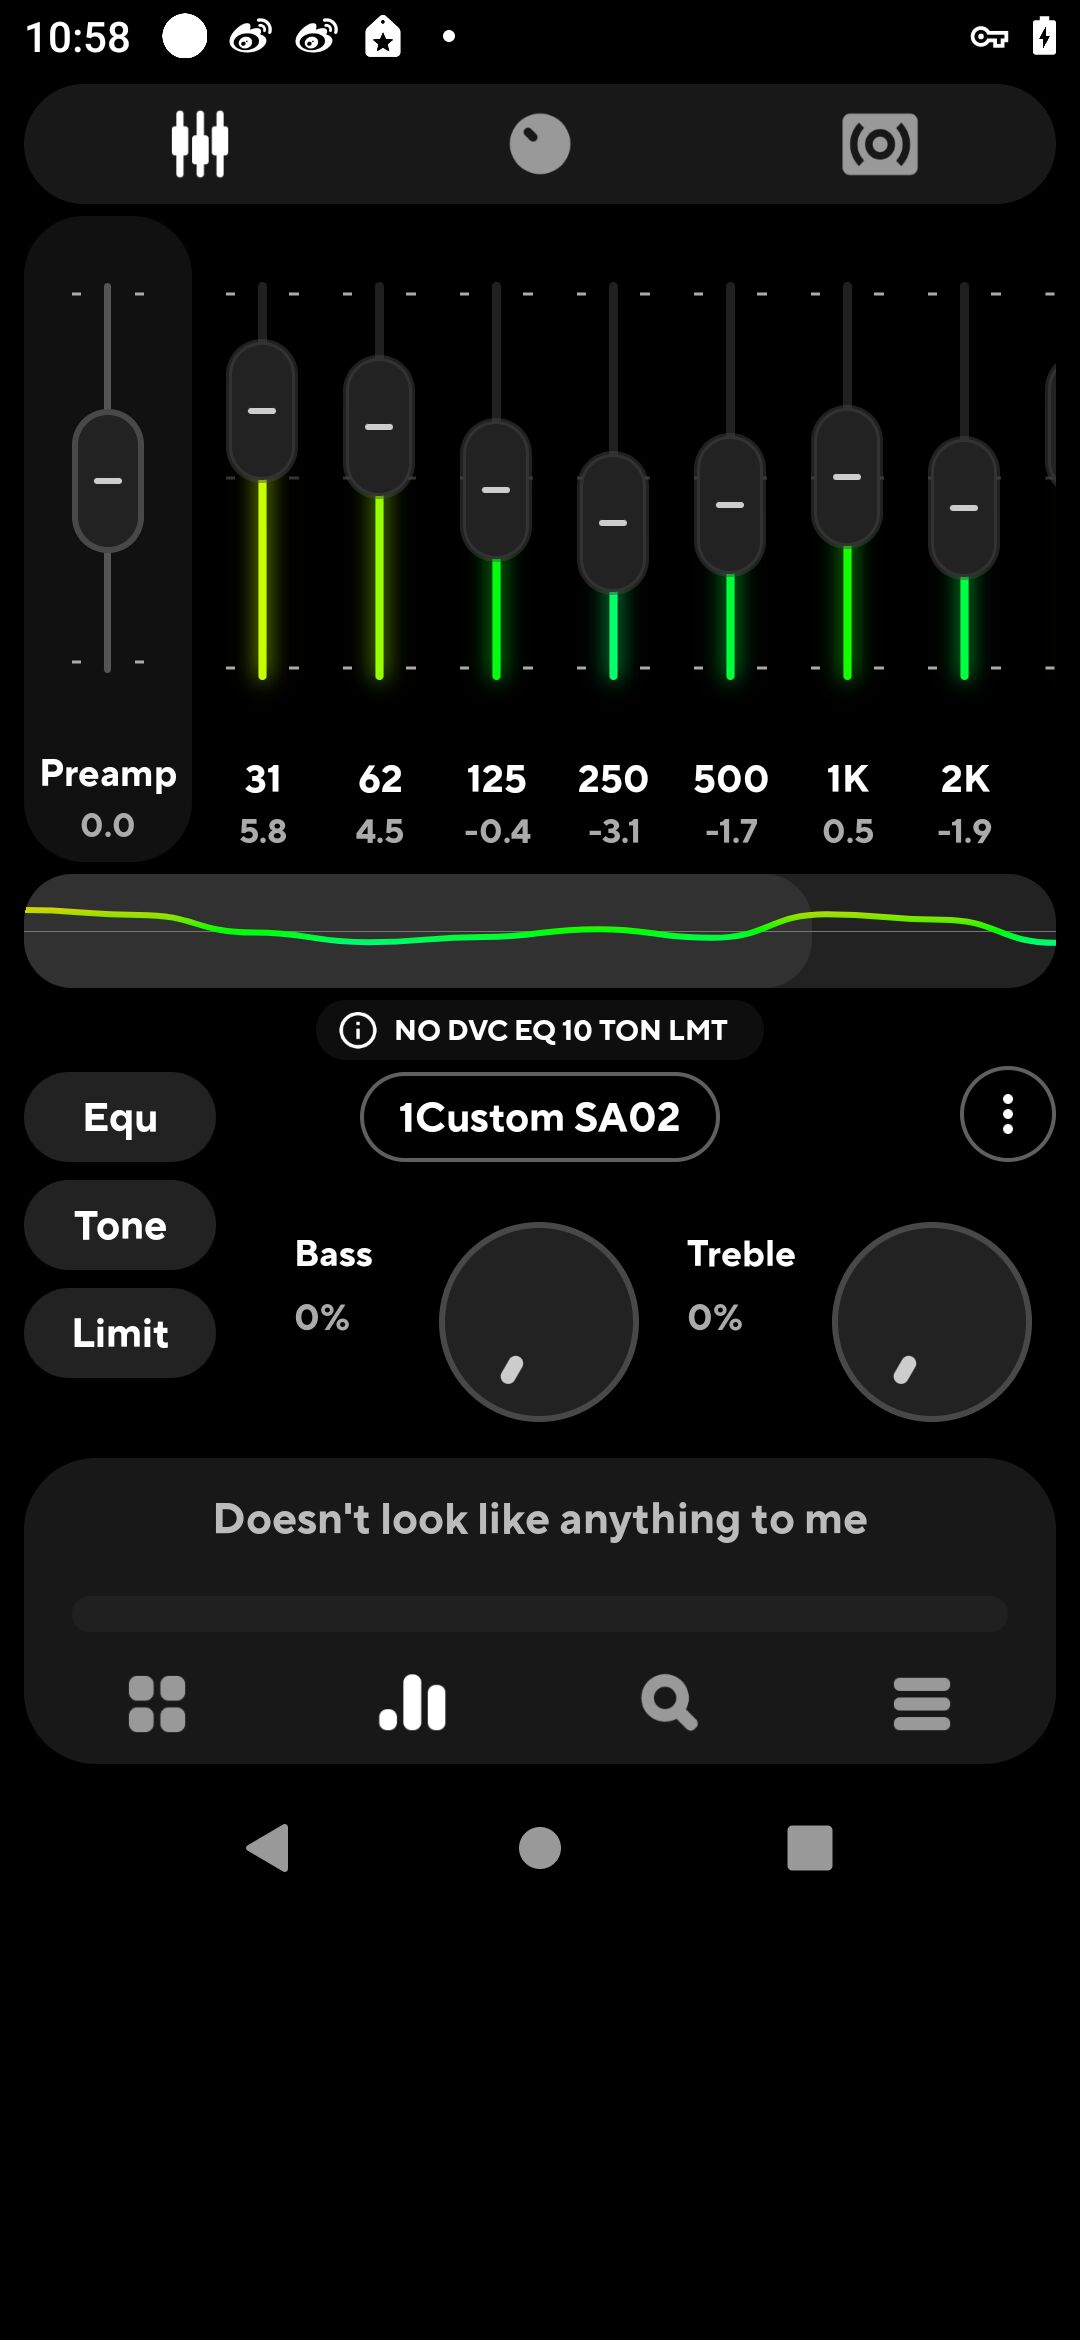 10:58
Preamp 31 62 125 250 500 1K 2K
0.0 5.8 4.5 -0.4 -3.1 -1.7 0.5 -1.9
NO DVC EQ 10 TON LMT
Equ 1Custom SA02
Tone
Bass Treble
0% 0%
Limit
Doesn't look like anything to me